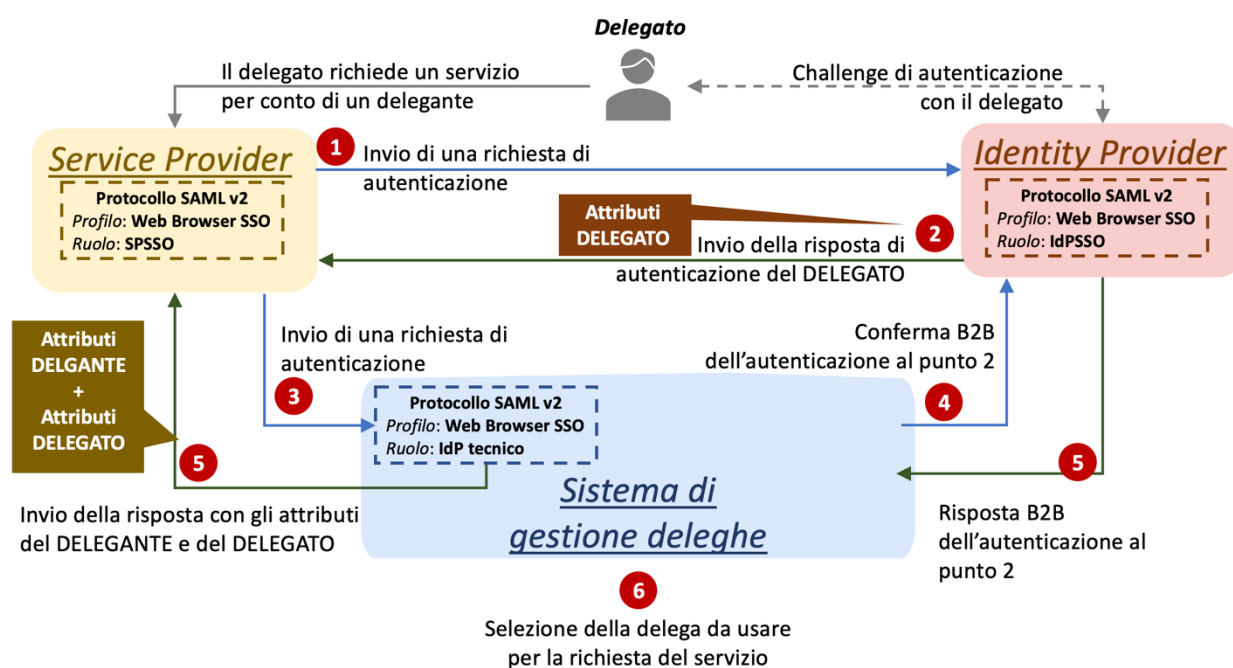 Delegato
Il delegato richiede un servizio
per conto di un delegante
Challenge di autenticazione
con il delegato
Service Provider
Protocollo SAML v2
Profilo: Web Browser SSO
Ruolo: SPSSO
1
Invio di una richiesta di
autenticazione
Identity Provider
Protocollo SAML v2
Profilo: Web Browser SSO
Ruolo: IdPSSO
Attributi
DELEGATO
2
Invio della risposta di
autenticazione del DELEGATO
Attributi
DELGANTE
+
Attributi
DELEGATO
Invio di una richiesta di
autenticazione
3
Conferma B2B
dell'autenticazione al punto 2
4
Protocollo SAML v2
Profilo: Web Browser SSO
Ruolo: IdP tecnico
Sistema di
gestione deleghe
5
Invio della risposta con gli attributi
del DELEGANTE e del DELEGATO
5
Risposta B2B
dell'autenticazione al
punto 2
6
Selezione della delega da usare
per la richiesta del servizio